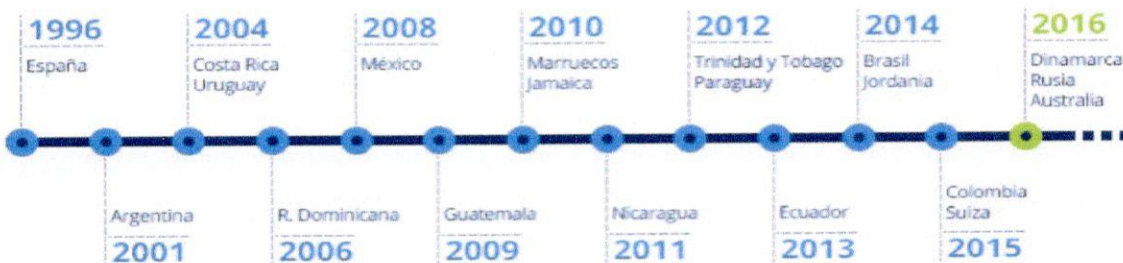 1996
España
2004
Costa Rica
Uruguay
2008
México
2010
Marruecos
Jamaica
2012
Trinidad y Tobago
Paraguay
2014
Brasil
Jordania
2016
Dinamarca
Rusia
Australia
Argentina
2001
R. Dominicana
2006
Guatemala
2009
Nicaragua
2011
Ecuador
2013
Colombia
Suiza
2015